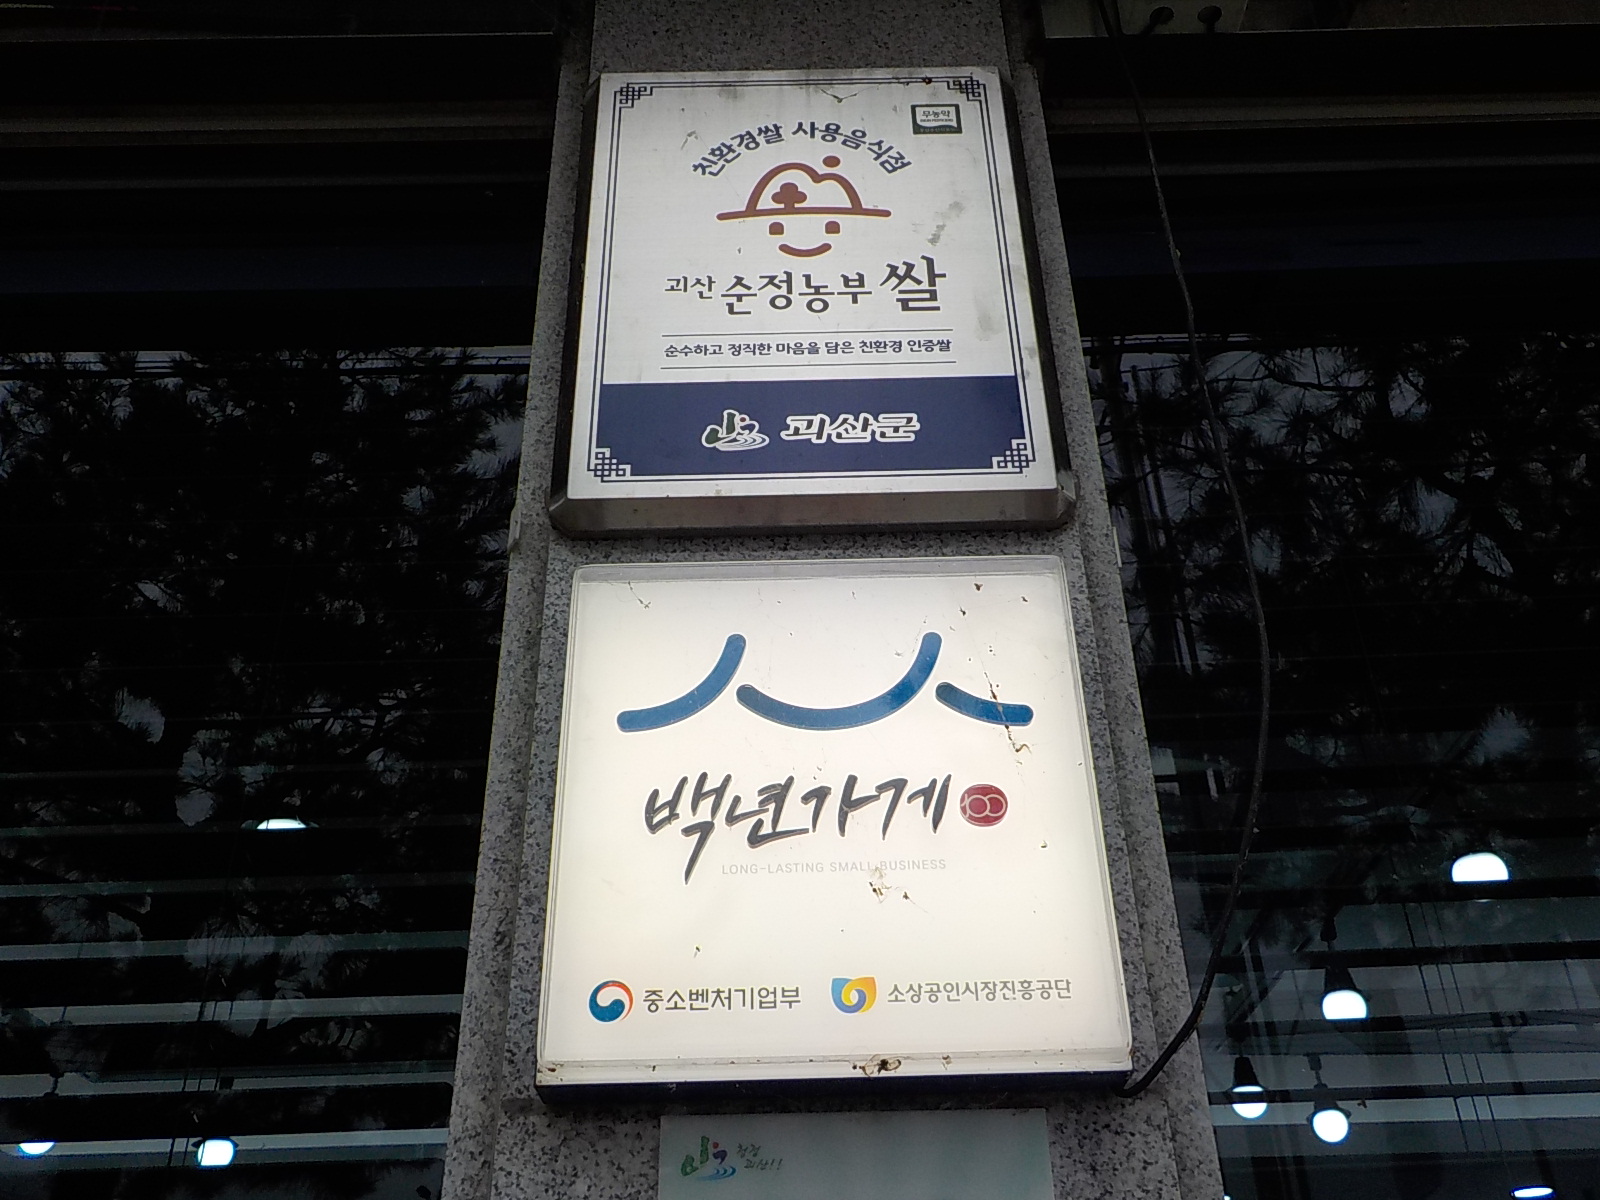 무농약
친환경쌀 사용음식점
괴산 순정농부 쌀
순수하고 정직한 마음을 담은 친환경 인증쌀
괴산군
백년가게 100
LONG-LASTING SMALL BUSINESS
중소벤처기업부 소상공인시장진흥공단
괴산!!